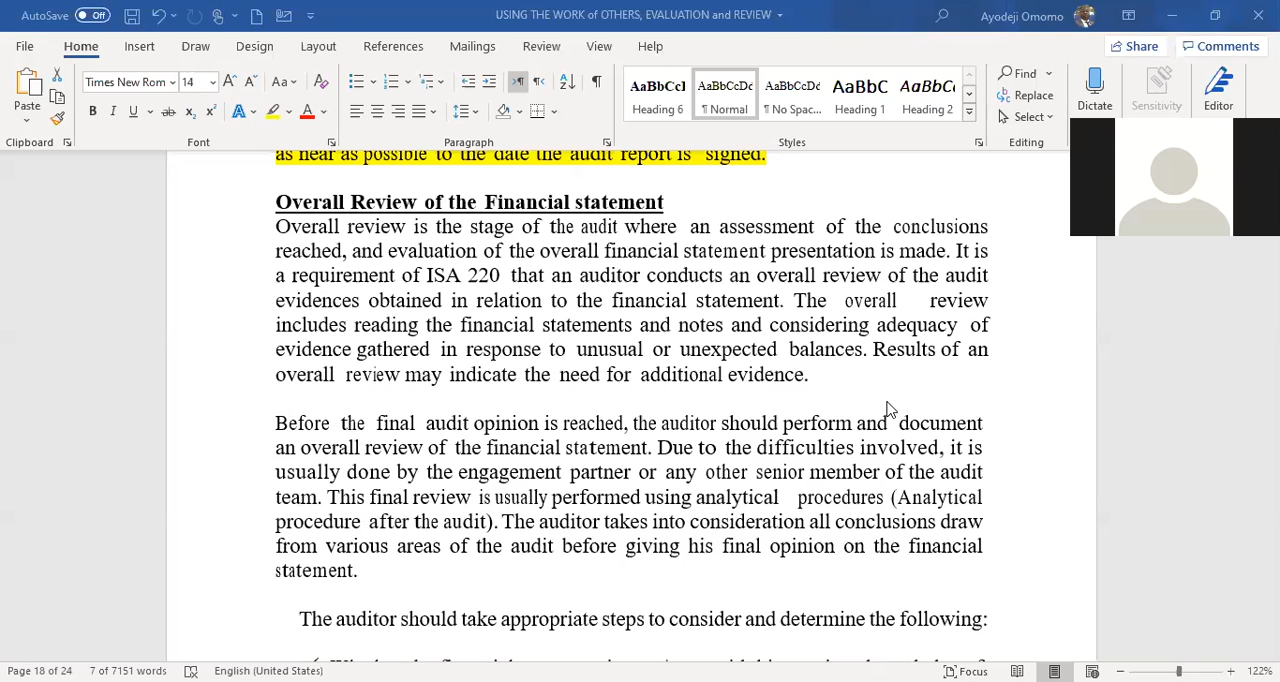 AutoSave Off USING THE WORK of OTHERS, EVALUATION and REVIEW Ayodeji Omomo
File Home Insert Draw Design Layout References Mailings Review View Help Share Comments
Paste Times New Rom 14 Aa AaBbCcI AaBbCcDc AaBbCcDc AaBbC AaBbCc Find Replace Select Dictate Sensitivity Editor
B I U ab x₂ x² A A Heading 6 ¶ Normal ¶ No Spac... Heading 1 Heading 2
Clipboard Font Paragraph Styles Editing
as near as possible to the date the audit report is signed.
Overall Review of the Financial statement
Overall review is the stage of the audit where an assessment of the conclusions
reached, and evaluation of the overall financial statement presentation is made. It is
a requirement of ISA 220 that an auditor conducts an overall review of the audit
evidences obtained in relation to the financial statement. The overall review
includes reading the financial statements and notes and considering adequacy of
evidence gathered in response to unusual or unexpected balances. Results of an
overall review may indicate the need for additional evidence.
Before the final audit opinion is reached, the auditor should perform and document
an overall review of the financial statement. Due to the difficulties involved, it is
usually done by the engagement partner or any other senior member of the audit
team. This final review is usually performed using analytical procedures (Analytical
procedure after the audit). The auditor takes into consideration all conclusions draw
from various areas of the audit before giving his final opinion on the financial
statement.
The auditor should take appropriate steps to consider and determine the following:
Page 18 of 24 7 of 7151 words English (United States) Focus 122%